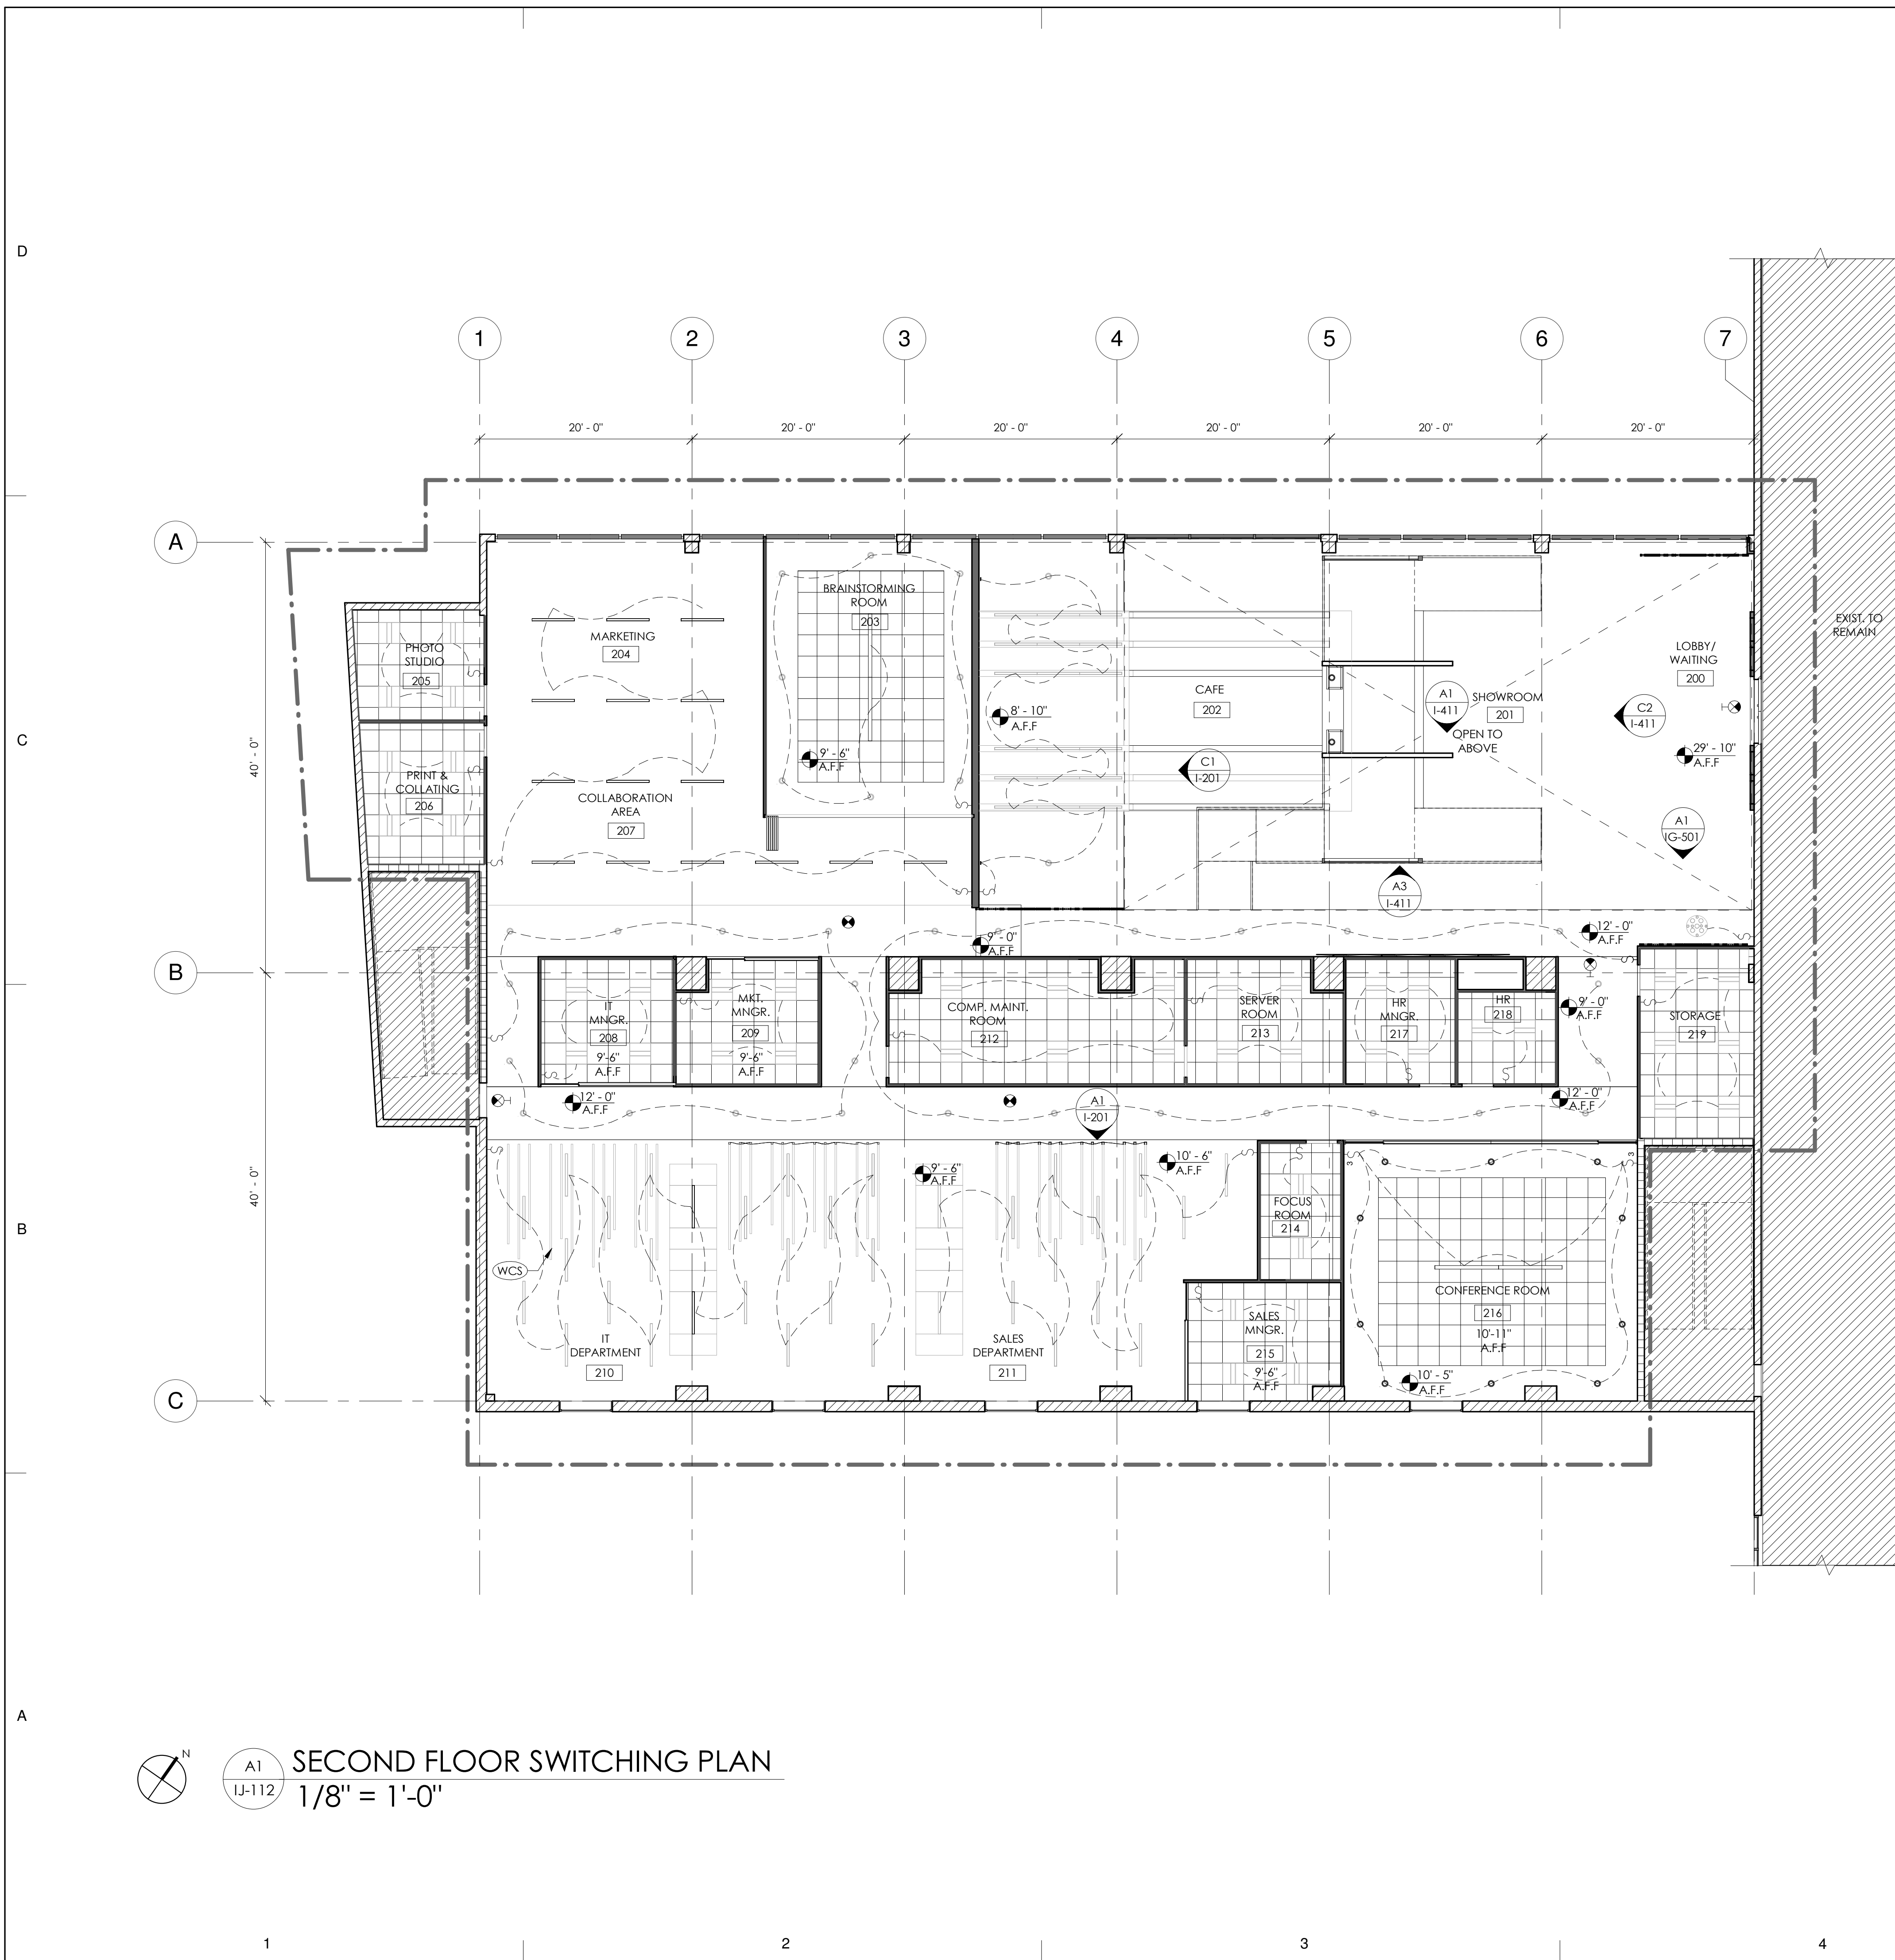 D
1
2
3
4
5
6
7
20' - 0"
20' - 0"
20' - 0"
20' - 0"
20' - 0"
20' - 0"
A
40' - 0"
BRAINSTORMING
ROOM
203
EXIST. TO
REMAIN
MARKETING
204
PHOTO
STUDIO
205
LOBBY/
WAITING
200
CAFE
202
A1
I-411
SHOWROOM
201
OPEN TO
ABOVE
C2
I-411
8' - 10"
A.F.F
C
9' - 6"
A.F.F
29' - 10"
A.F.F
C1
I-201
PRINT &
COLLATING
206
COLLABORATION
AREA
207
A1
IG-501
A3
I-411
9' - 0"
A.F.F
12' - 0"
A.F.F
B
IT
MNGR.
208
9'-6"
A.F.F
MKT.
MNGR.
209
9'-6"
A.F.F
COMP. MAINT.
ROOM
212
SERVER
ROOM
213
HR
MNGR.
217
HR
218
9' - 0"
A.F.F
STORAGE
219
12' - 0"
A.F.F
A1
I-201
12' - 0"
A.F.F
40' - 0"
9' - 6"
A.F.F
10' - 6"
A.F.F
3
3
FOCUS
ROOM
214
B
WCS
CONFERENCE ROOM
216
10'-11"
A.F.F
IT
DEPARTMENT
210
SALES
DEPARTMENT
211
SALES
MNGR.
215
9'-6"
A.F.F
10' - 5"
A.F.F
C
A
N
A1
IJ-112
SECOND FLOOR SWITCHING PLAN
1/8" = 1'-0"
1
2
3
4